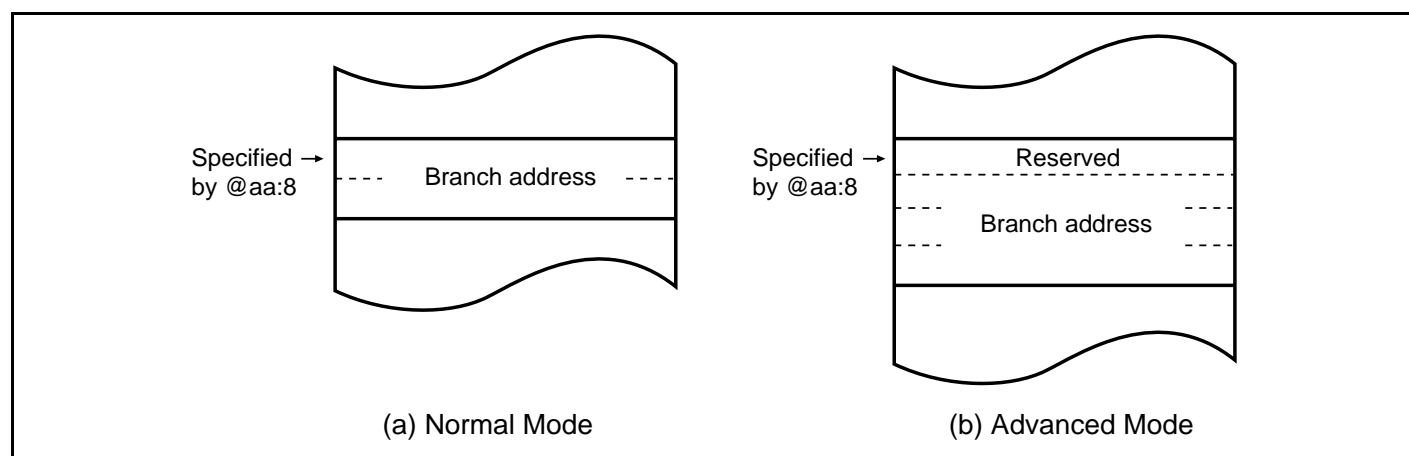 Specified
by @aa:8
Branch address
(a) Normal Mode
Specified
by @aa:8
Reserved
Branch address
(b) Advanced Mode